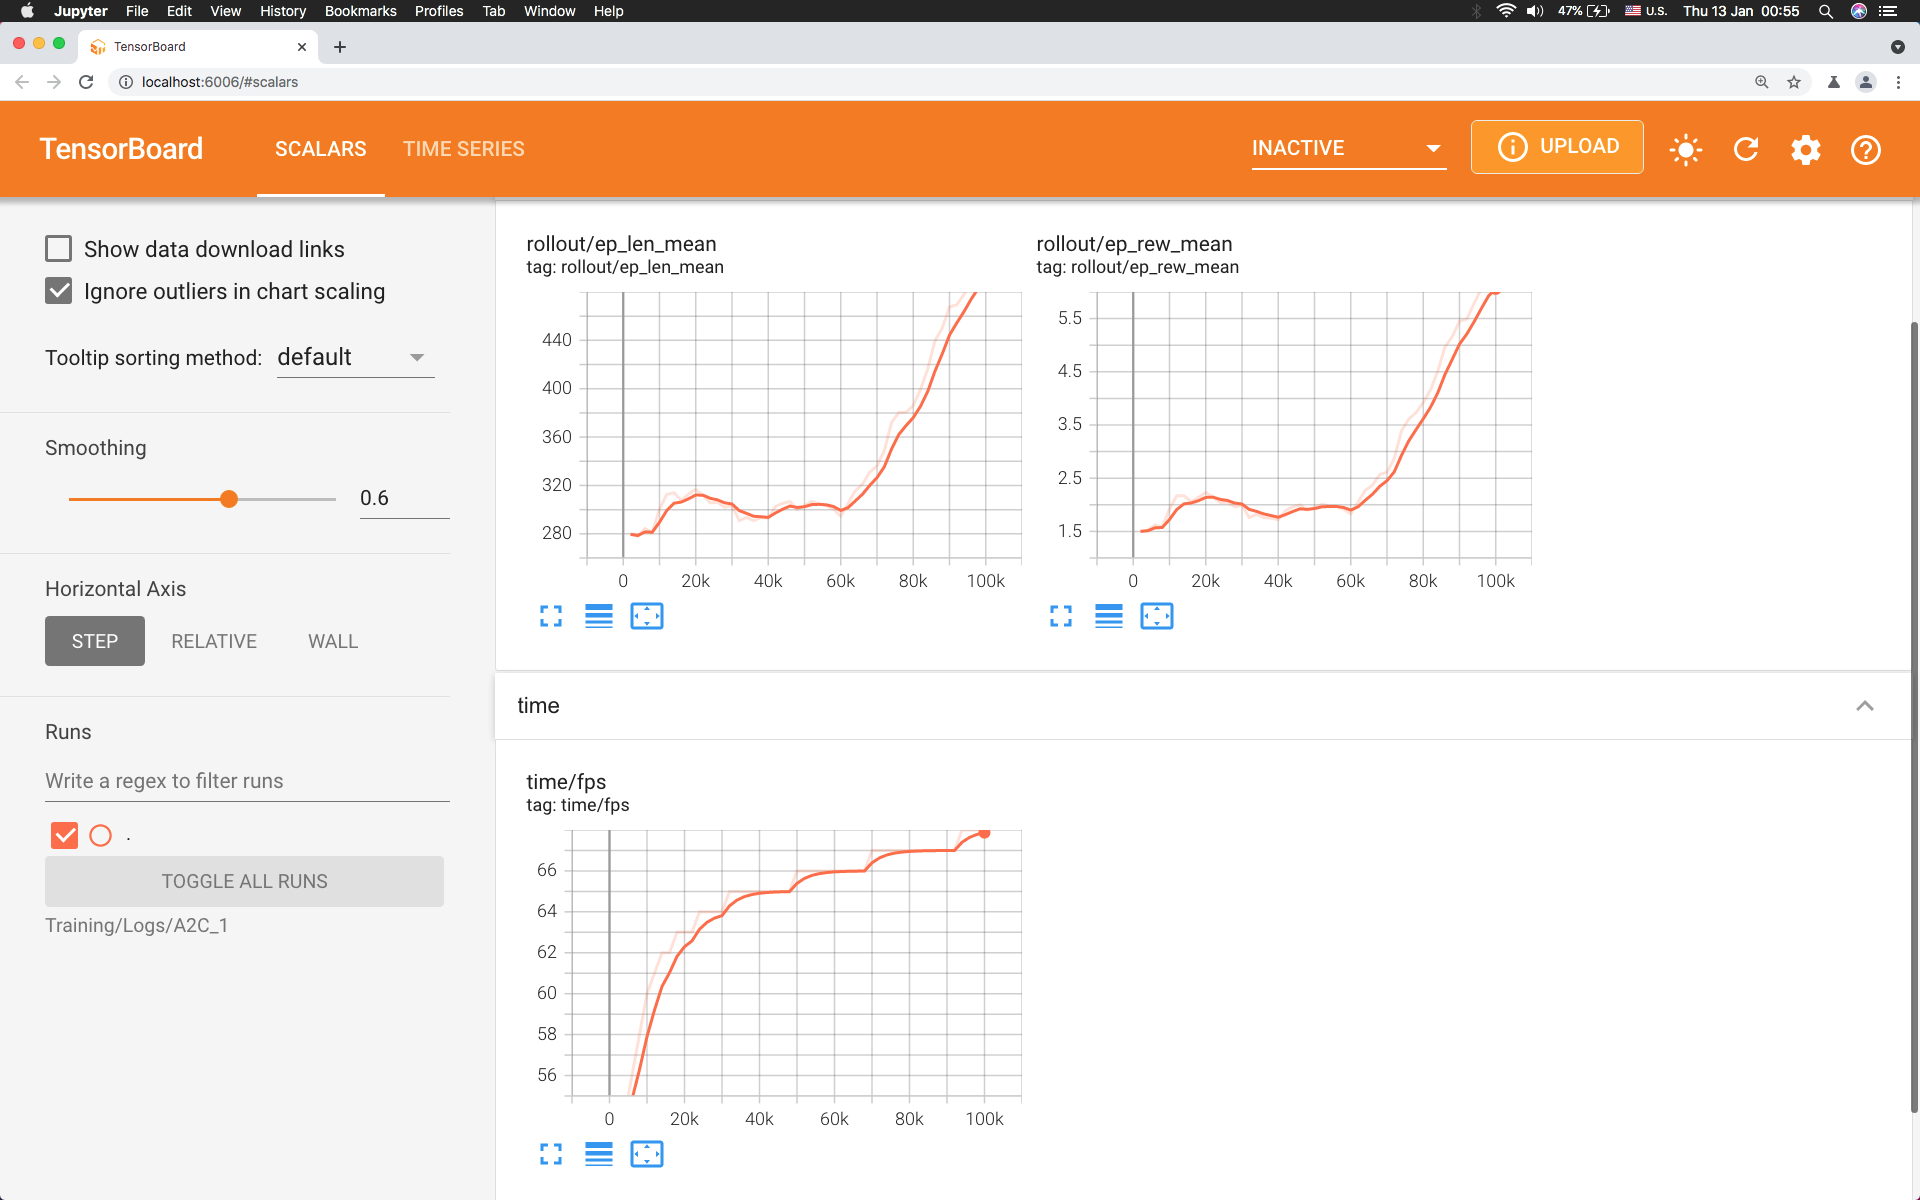 Jupyter File Edit View History Bookmarks Profiles Tab Window Help 47% U.S. Thu 13 Jan 00:55
TensorBoard
localhost:6006/#scalars
TensorBoard SCALARS TIME SERIES INACTIVE UPLOAD
Show data download links
Ignore outliers in chart scaling
Tooltip sorting method: default
Smoothing
0.6
Horizontal Axis
STEP RELATIVE WALL
Runs
Write a regex to filter runs
.
TOGGLE ALL RUNS
Training/Logs/A2C_1
rollout/ep_len_mean
tag: rollout/ep_len_mean
440
400
360
320
280
0 20k 40k 60k 80k 100k
rollout/ep_rew_mean
tag: rollout/ep_rew_mean
5.5
4.5
3.5
2.5
1.5
0 20k 40k 60k 80k 100k
time
time/fps
tag: time/fps
66
64
62
60
58
56
0 20k 40k 60k 80k 100k